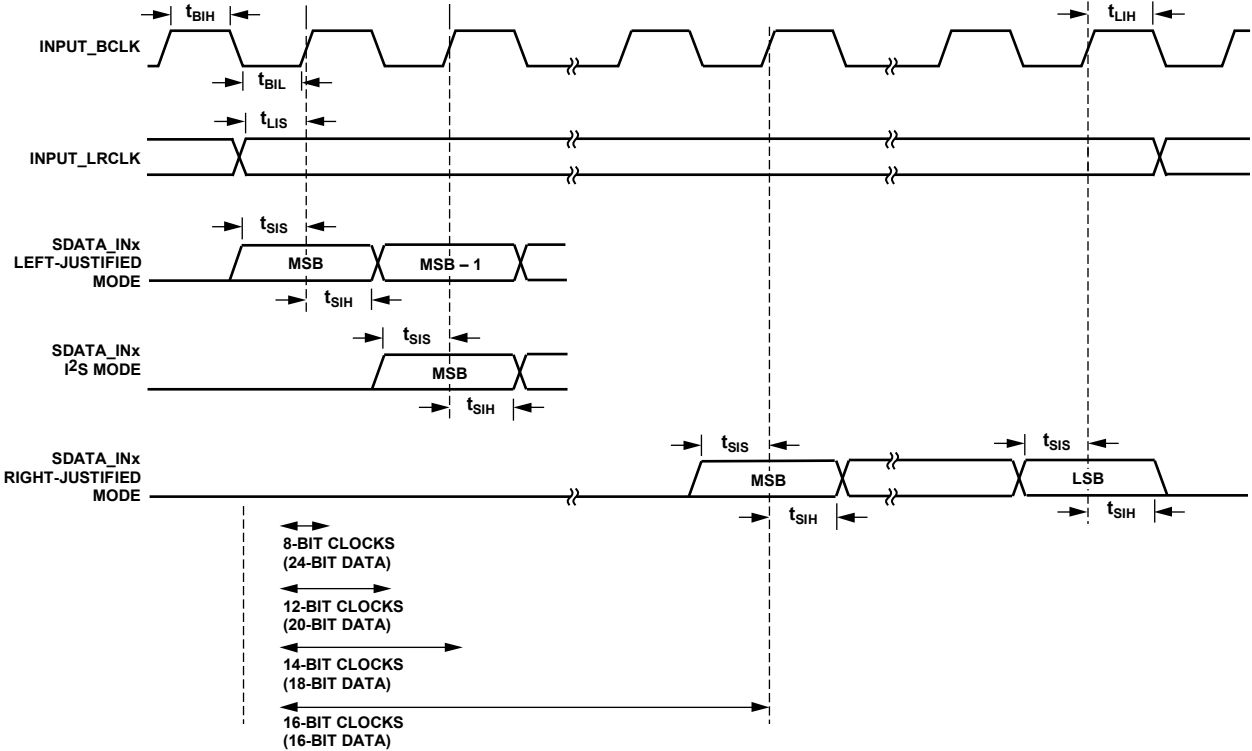 tBIH
tLIH
INPUT_BCLK
tBIL
tLIS
INPUT_LRCLK
tSIS
SDATA_INx
LEFT-JUSTIFIED
MODE
MSB
MSB – 1
tSIH
tSIS
SDATA_INx
I2S MODE
MSB
tSIH
tSIS
tSIS
SDATA_INx
RIGHT-JUSTIFIED
MODE
MSB
LSB
tSIH
tSIH
8-BIT CLOCKS
(24-BIT DATA)
12-BIT CLOCKS
(20-BIT DATA)
14-BIT CLOCKS
(18-BIT DATA)
16-BIT CLOCKS
(16-BIT DATA)